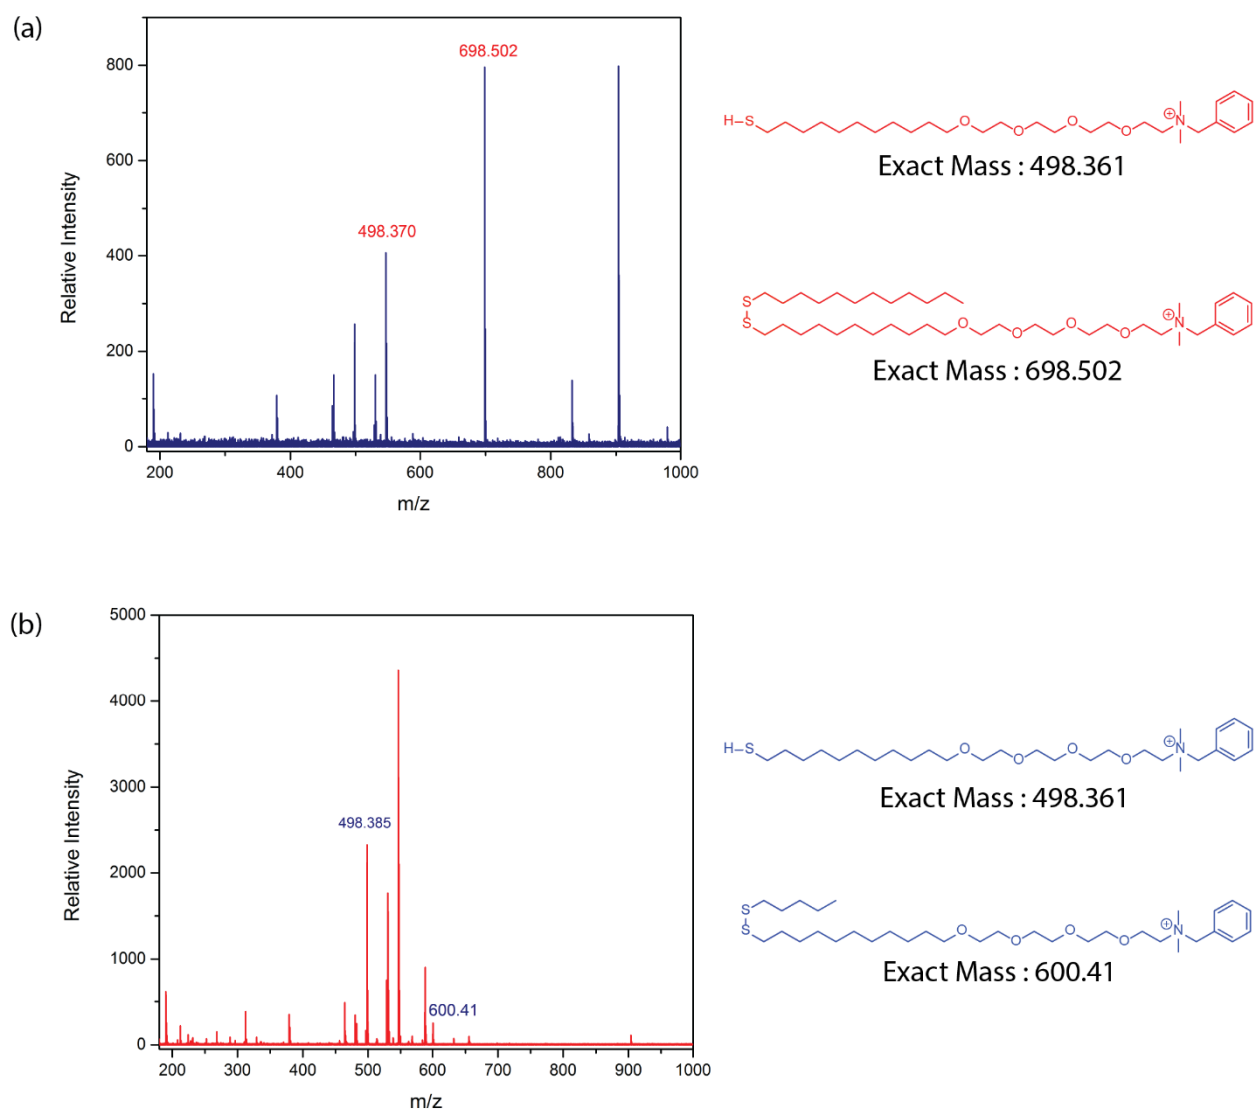 (a)
698.502
498.370
800
600
400
200
0
Relative Intensity
200 400 600 800 1000
m/z
H-S O O O O N ⊕
Exact Mass : 498.361
S
S O O O O N ⊕
Exact Mass : 698.502
(b)
5000
4000
3000
2000
1000
0
Relative Intensity
498.385
600.41
200 300 400 500 600 700 800 900 1000
m/z
H-S O O O O N ⊕
Exact Mass : 498.361
S
S O O O O N ⊕
Exact Mass : 600.41